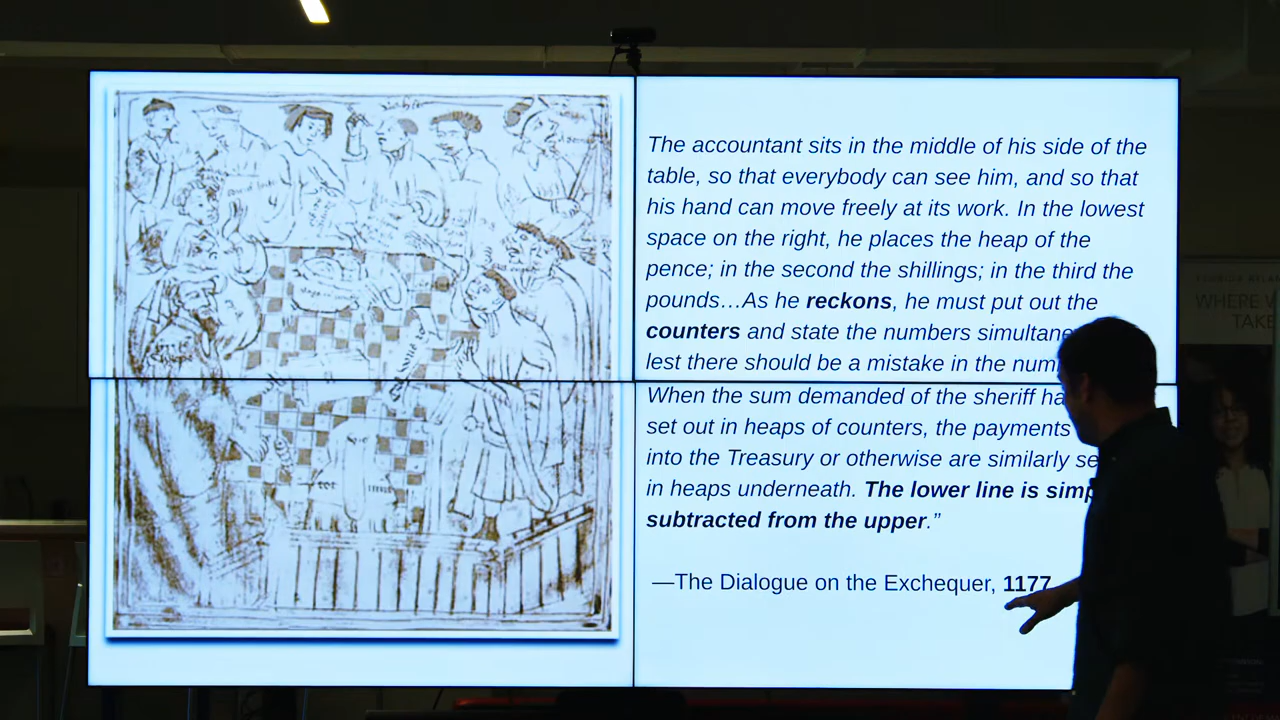 The accountant sits in the middle of his side of the
table, so that everybody can see him, and so that
his hand can move freely at its work. In the lowest
space on the right, he places the heap of the
pence; in the second the shillings; in the third the
pounds…As he reckons, he must put out the
counters and state the numbers
lest there should be a mistake in the
When the sum demanded of the sheriff
set out in heaps of counters, the payments
into the Treasury or otherwise are similarly
in heaps underneath. The lower line is
subtracted from the upper.”
—The Dialogue on the Exchequer, 1177
WHERE
TAKE